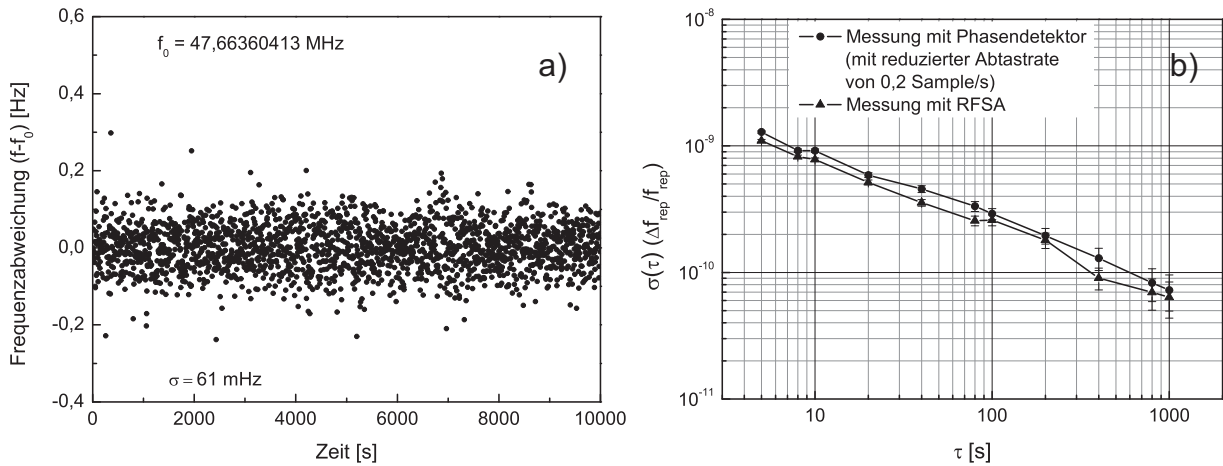 0,6
0,4
0,2
0,0
-0,2
-0,4
Frequenzabweichung (f-f₀) [Hz]
f₀ = 47,66360413 MHz
a)
σ = 61 mHz
0 2000 4000 6000 8000 10000
Zeit [s]
10⁻⁸
10⁻⁹
10⁻¹⁰
10⁻¹¹
σ(τ) (Δf_rep/f_rep)
Messung mit Phasendetektor
(mit reduzierter Abtastrate
von 0,2 Sample/s)
Messung mit RFSA
b)
10 100 1000
τ [s]